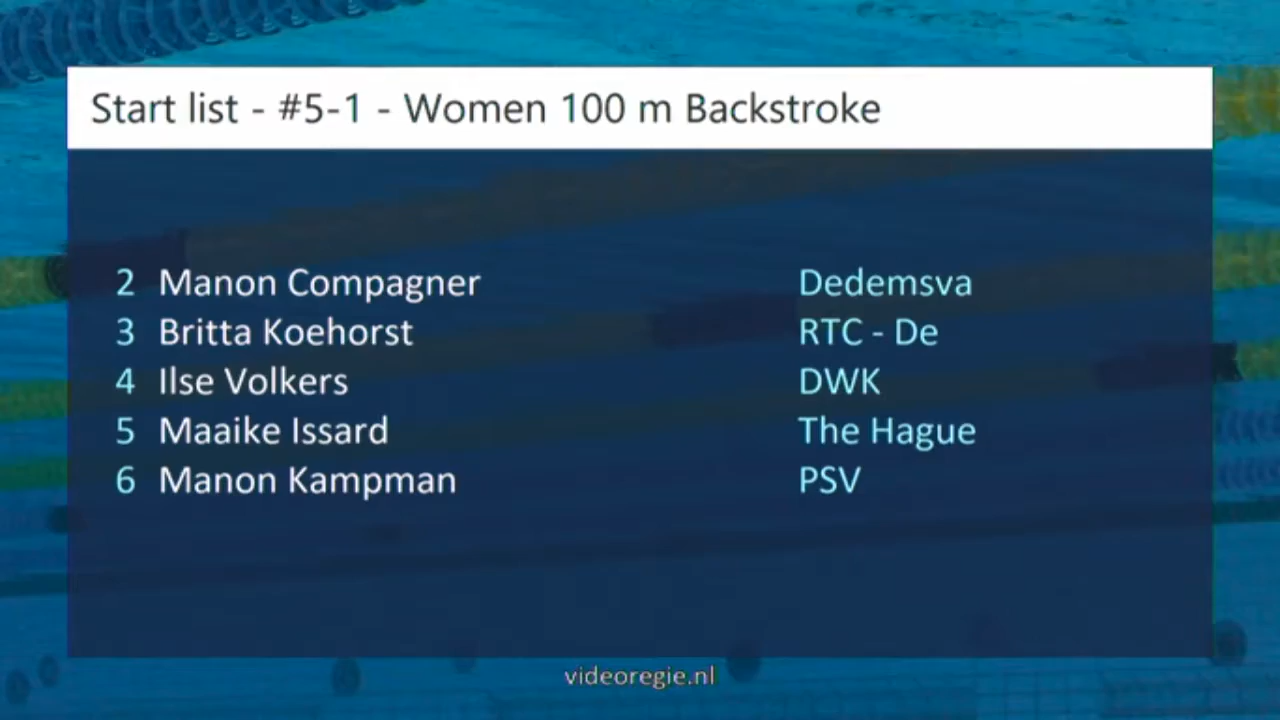 Start list - #5-1 - Women 100 m Backstroke
2 Manon Compagner Dedemsva
3 Britta Koehorst RTC - De
4 Ilse Volkers DWK
5 Maaike Issard The Hague
6 Manon Kampman PSV
videoregie.nl